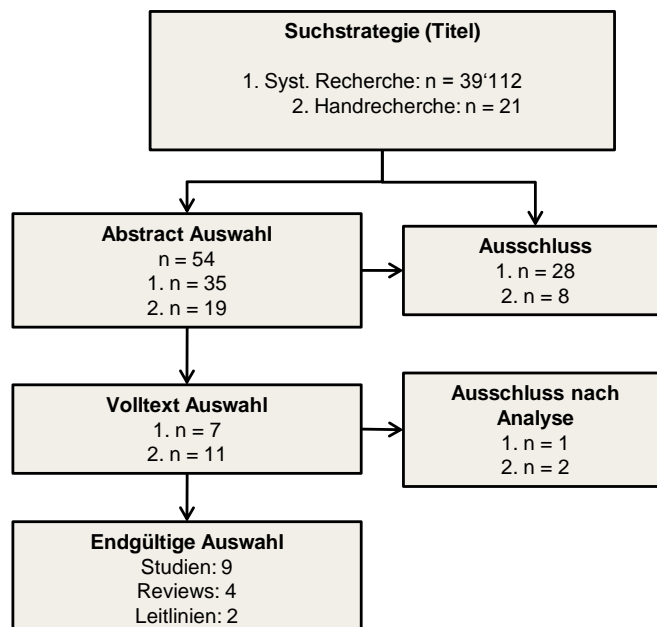 Suchstrategie (Titel)
1. Syst. Recherche: n = 39‘112
2. Handrecherche: n = 21
Abstract Auswahl
n = 54
1. n = 35
2. n = 19
Ausschluss
1. n = 28
2. n = 8
Volltext Auswahl
1. n = 7
2. n = 11
Ausschluss nach
Analyse
1. n = 1
2. n = 2
Endgültige Auswahl
Studien: 9
Reviews: 4
Leitlinien: 2